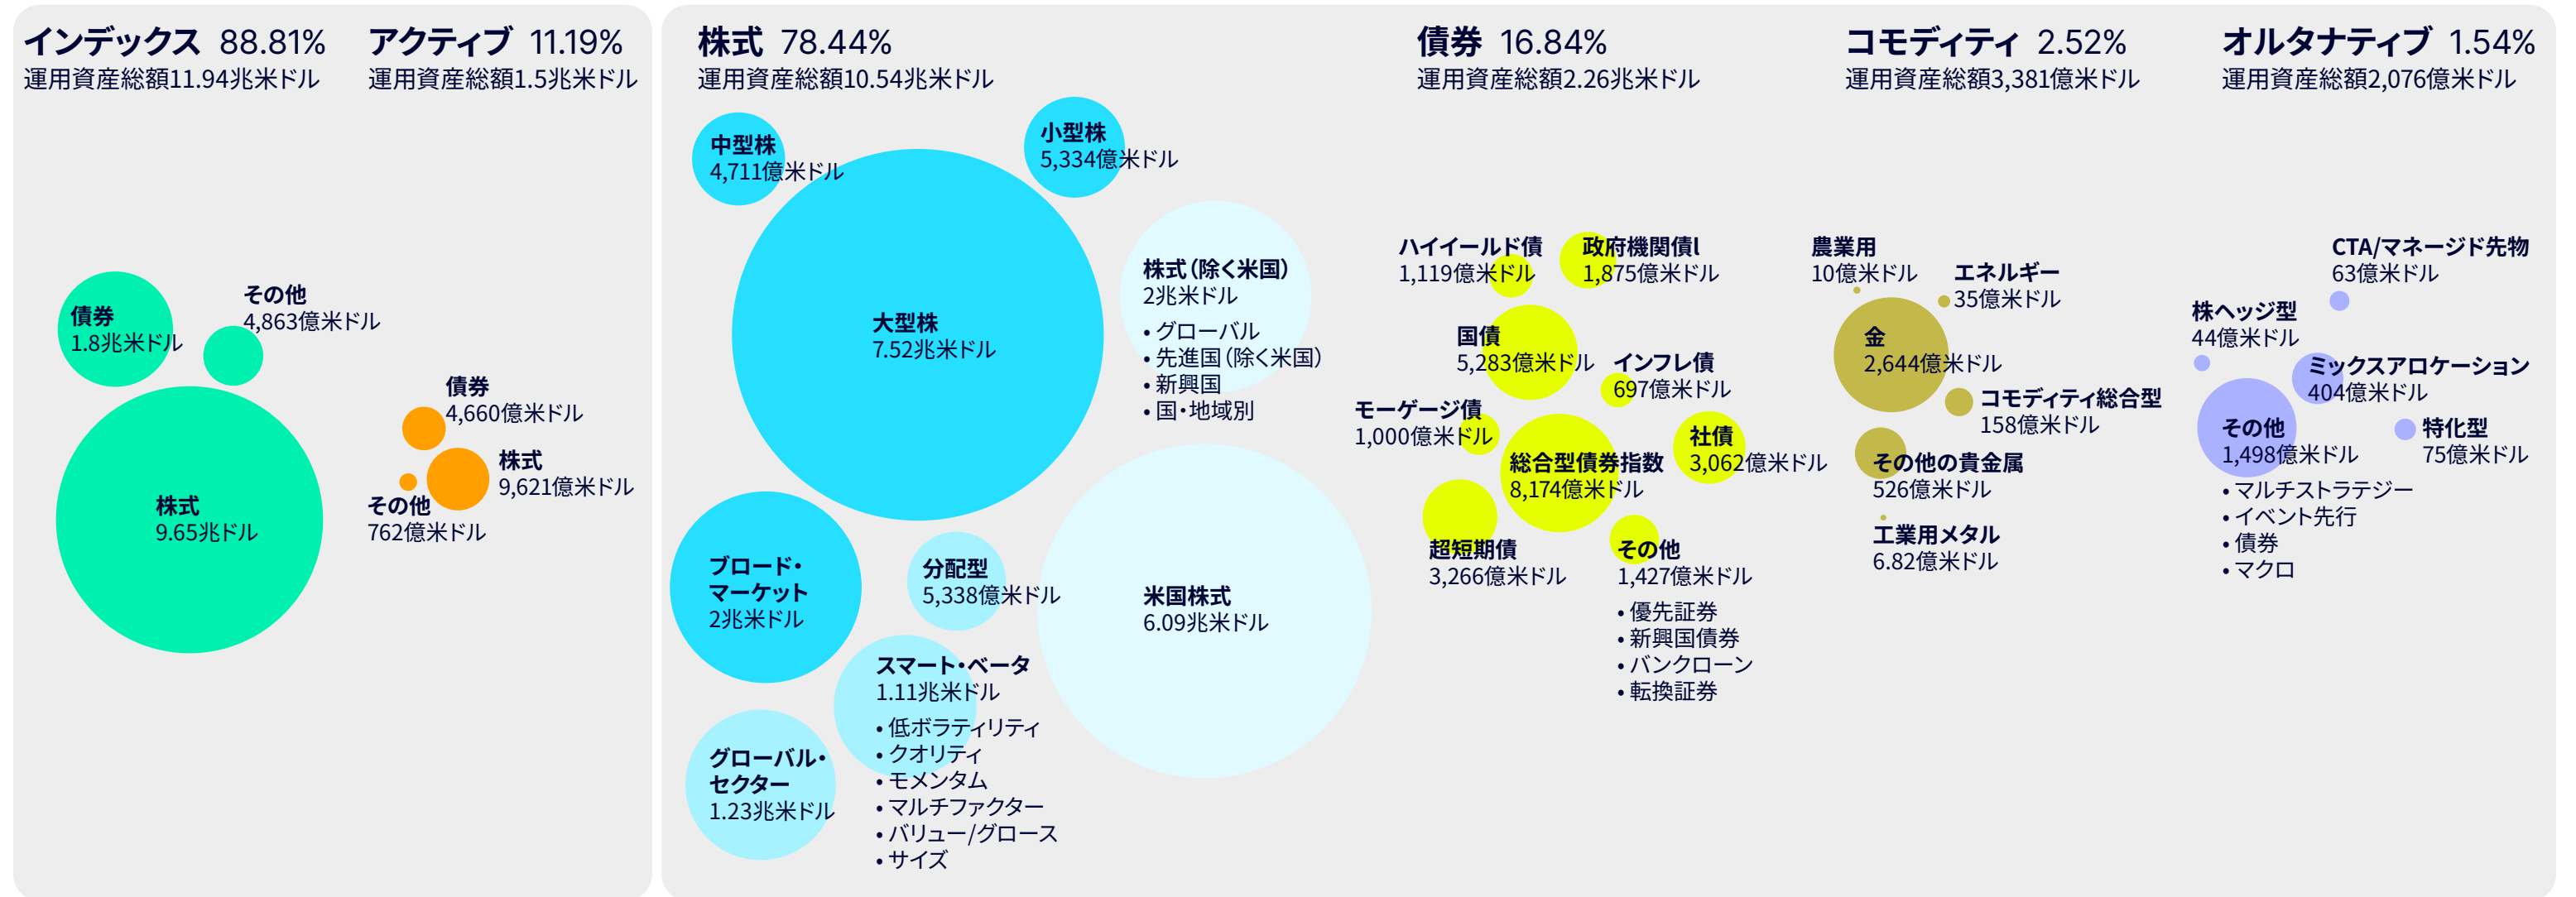 インデックス 88.81%
運用資産総額11.94兆米ドル
アクティブ 11.19%
運用資産総額1.5兆米ドル
債券
1.8兆米ドル
その他
4,863億米ドル
株式
9.65兆ドル
債券
4,660億米ドル
株式
9,621億米ドル
その他
762億米ドル
株式 78.44%
運用資産総額10.54兆米ドル
中型株
4,711億米ドル
小型株
5,334億米ドル
大型株
7.52兆米ドル
株式（除く米国）
2兆米ドル
• グローバル
• 先進国（除く米国）
• 新興国
• 国・地域別
ブロード・
マーケット
2兆米ドル
分配型
5,338億米ドル
米国株式
6.09兆米ドル
スマート・ベータ
1.11兆米ドル
• 低ボラティリティ
• クオリティ
• モメンタム
• マルチファクター
• バリュー/グロース
• サイズ
グローバル・
セクター
1.23兆米ドル
債券 16.84%
運用資産総額2.26兆米ドル
ハイイールド債
1,119億米ドル
政府機関債l
1,875億米ドル
国債
5,283億米ドル
インフレ債
697億米ドル
モーゲージ債
1,000億米ドル
総合型債券指数
8,174億米ドル
社債
3,062億米ドル
超短期債
3,266億米ドル
その他
1,427億米ドル
• 優先証券
• 新興国債券
• バンクローン
• 転換証券
コモディティ 2.52%
運用資産総額3,381億米ドル
農業用
10億米ドル
エネルギー
35億米ドル
金
2,644億米ドル
コモディティ総合型
158億米ドル
その他の貴金属
526億米ドル
工業用メタル
6.82億米ドル
オルタナティブ 1.54%
運用資産総額2,076億米ドル
CTA/マネージド先物
63億米ドル
株ヘッジ型
44億米ドル
ミックスアロケーション
404億米ドル
その他
1,498億米ドル
• マルチストラテジー
• イベント先行
• 債券
• マクロ
特化型
75億米ドル